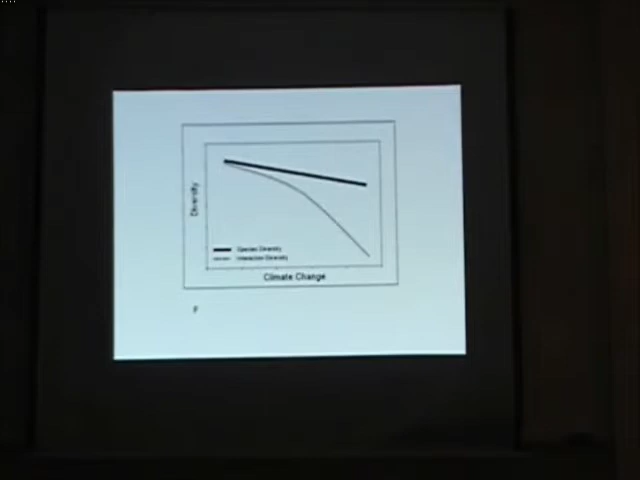 Diversity
Species Diversity
Interaction Diversity
Climate Change
F